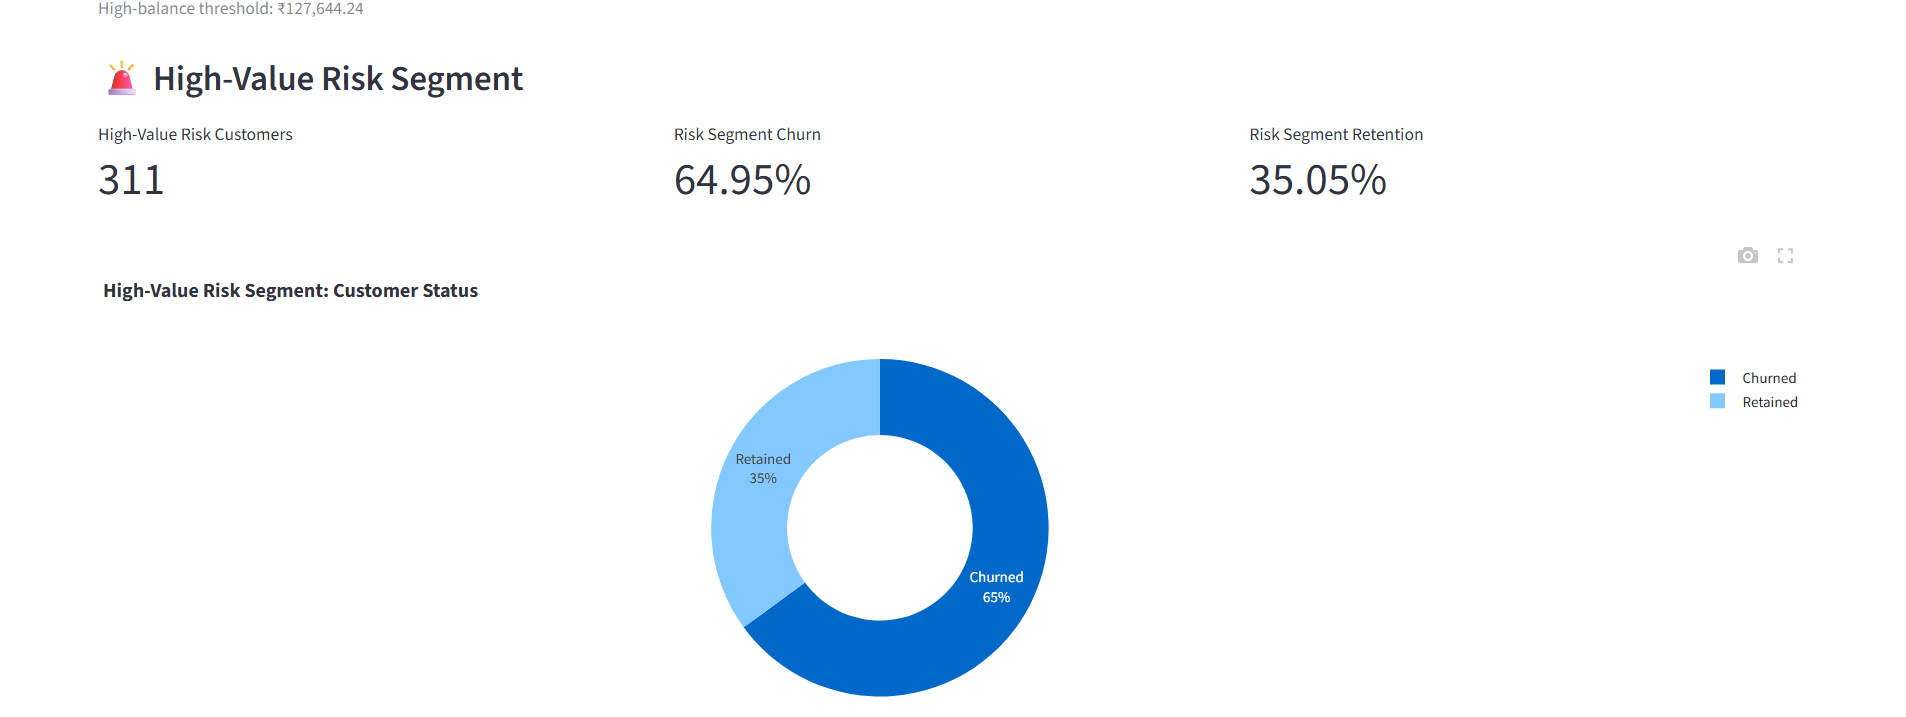 High-balance threshold: ₹127,644.24
High-Value Risk Segment
High-Value Risk Customers
311
Risk Segment Churn
64.95%
Risk Segment Retention
35.05%
High-Value Risk Segment: Customer Status
Churned
Retained
Retained
35%
Churned
65%